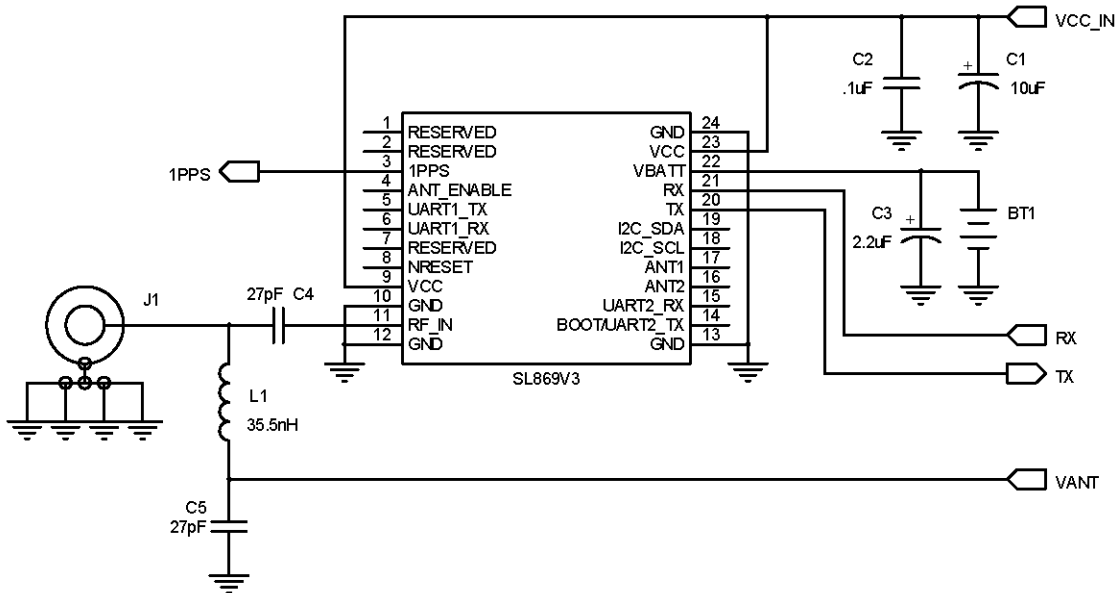 VCC_IN
C2
.1uF
+
C1
10uF
1 RESERVED
2 RESERVED
3 1PPS
4 ANT_ENABLE
5 UART1_TX
6 UART1_RX
7 RESERVED
8 NRESET
9 VCC
10 GND
11 RF_IN
12 GND
24 GND
23 VCC
22 VBATT
21 RX
20 TX
19 I2C_SDA
18 I2C_SCL
17 ANT1
16 ANT2
15 UART2_RX
14 BOOT/UART2_TX
13 GND
SL869V3
1PPS
C3
+
2.2uF
BT1
J1
27pF C4
RX
TX
L1
35.5nH
VANT
C5
27pF